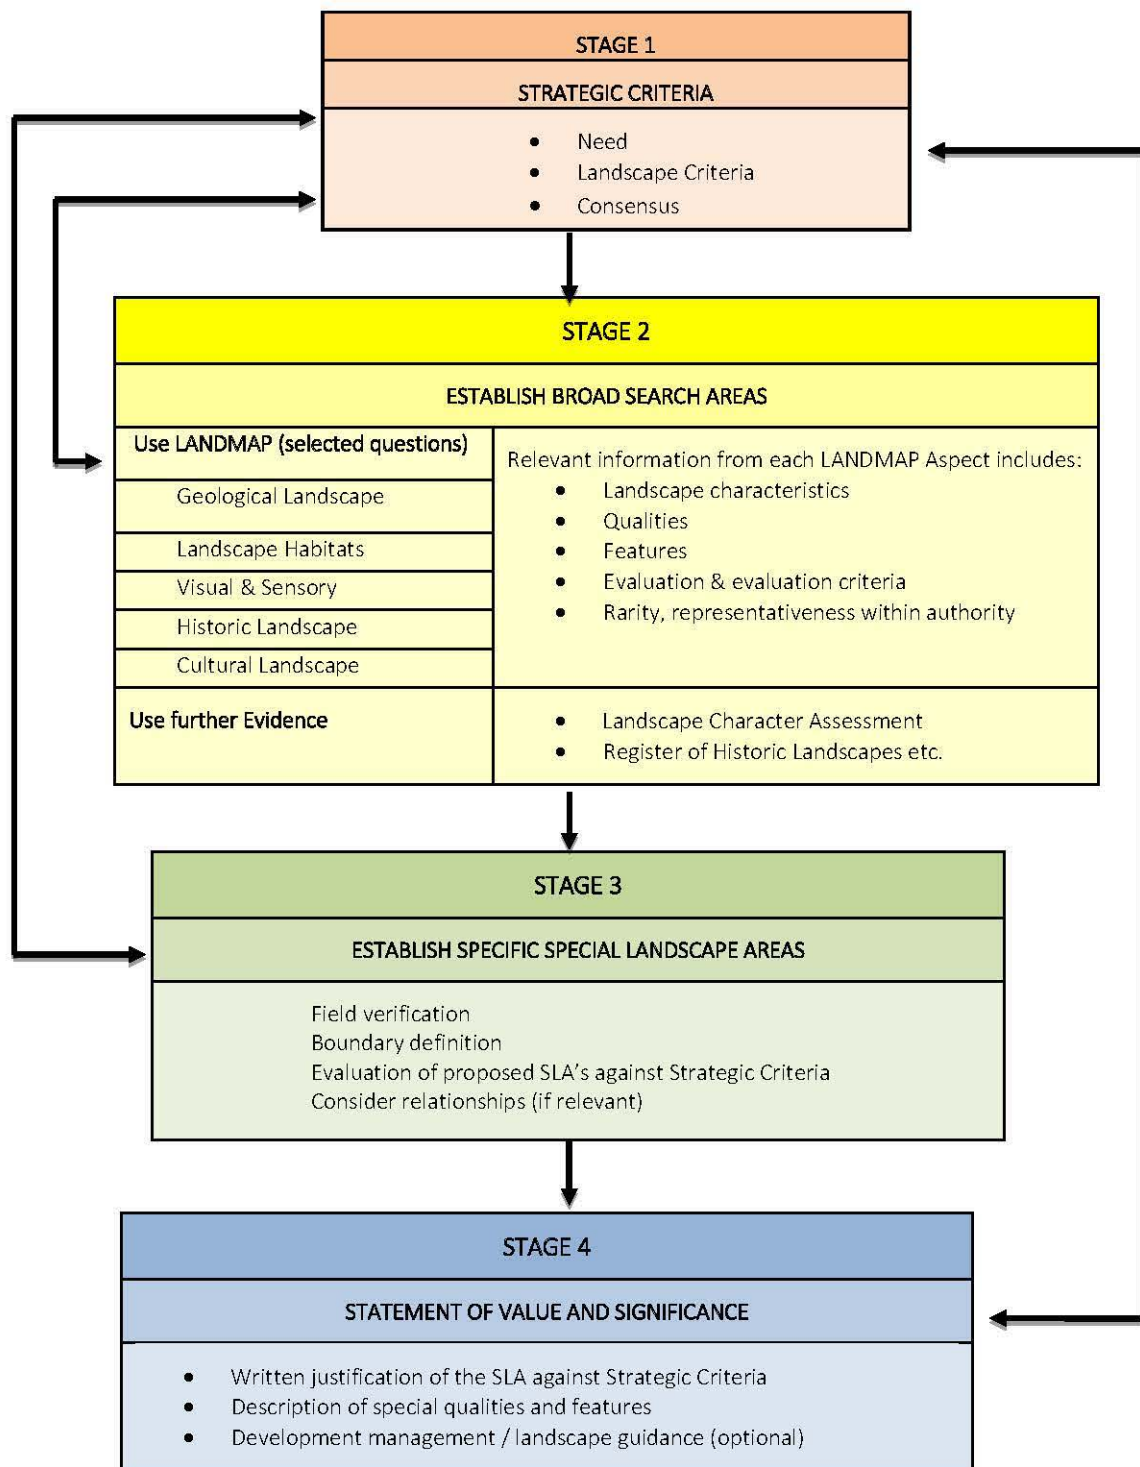 STAGE 1
STRATEGIC CRITERIA
• Need
• Landscape Criteria
• Consensus
STAGE 2
ESTABLISH BROAD SEARCH AREAS
Use LANDMAP (selected questions)
Geological Landscape
Landscape Habitats
Visual & Sensory
Historic Landscape
Cultural Landscape
Relevant information from each LANDMAP Aspect includes:
• Landscape characteristics
• Qualities
• Features
• Evaluation & evaluation criteria
• Rarity, representativeness within authority
Use further Evidence
• Landscape Character Assessment
• Register of Historic Landscapes etc.
STAGE 3
ESTABLISH SPECIFIC SPECIAL LANDSCAPE AREAS
Field verification
Boundary definition
Evaluation of proposed SLA's against Strategic Criteria
Consider relationships (if relevant)
STAGE 4
STATEMENT OF VALUE AND SIGNIFICANCE
• Written justification of the SLA against Strategic Criteria
• Description of special qualities and features
• Development management / landscape guidance (optional)